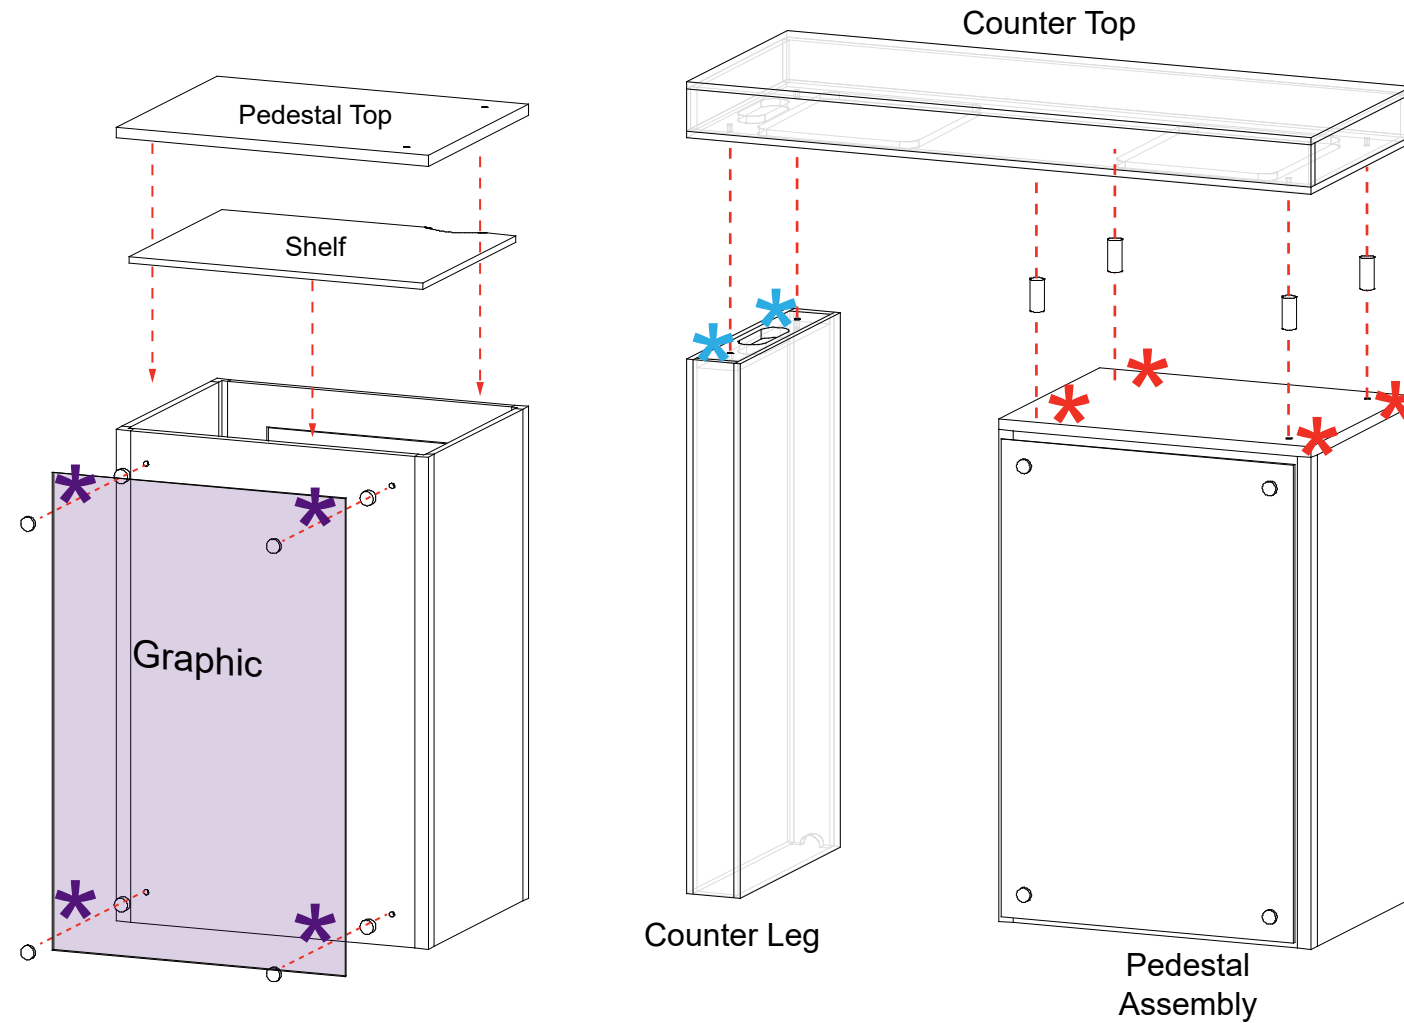 Counter Top
Pedestal Top
Shelf
Graphic
Counter Leg
Pedestal
Assembly